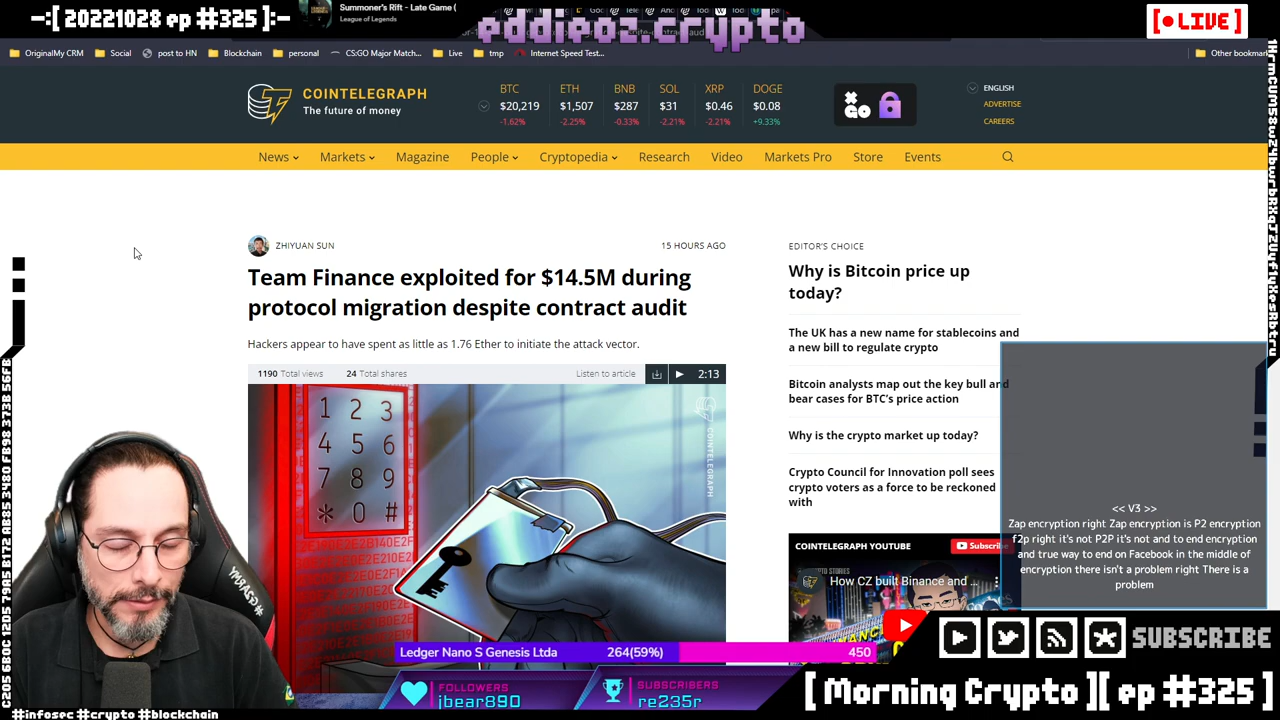 -:[ 20221028 ep #325 ]:-
Summoner's Rift - Late Game (
League of Legends
eddieoz.crypto
[ LIVE ]
OriginalMy CRM
Social
post to HN
Blockchain
personal
CS:GO Major Match...
Live
tmp
Internet Speed Test...
Other bookmar
COINTELEGRAPH
The future of money
BTC ETH BNB SOL XRP DOGE
$20,219 $1,507 $287 $31 $0.46 $0.08
-1.62% -2.25% -0.33% -2.21% -2.21% +9.33%
ENGLISH
ADVERTISE
CAREERS
News Markets Magazine People Cryptopedia Research Video Markets Pro Store Events
ZHIYUAN SUN
15 HOURS AGO
Team Finance exploited for $14.5M during
protocol migration despite contract audit
Hackers appear to have spent as little as 1.76 Ether to initiate the attack vector.
1190 Total views 24 Total shares Listen to article 2:13
1 2 3
4 5 6
7 8 9
* 0 #
COINTELEGRAPH
EDITOR'S CHOICE
Why is Bitcoin price up
today?
The UK has a new name for stablecoins and
a new bill to regulate crypto
Bitcoin analysts map out the key bull and
bear cases for BTC's price action
Why is the crypto market up today?
Crypto Council for Innovation poll sees
crypto voters as a force to be reckoned
with
COINTELEGRAPH YOUTUBE
Subscribe
How CZ built Binance and ...
<< V3 >>
Zap encryption right Zap encryption is P2 encryption
f2p right it's not P2P it's not and to end encryption
and true way to end on Facebook in the middle of
encryption there isn't a problem right There is a
problem
Ledger Nano S Genesis Ltda 264(59%) 450
FOLLOWERS
jbear890
SUBSCRIBERS
re235r
SUBSCRIBE
[ Morning Crypto ][ ep #325 ]
#infosec #crypto #blockchain